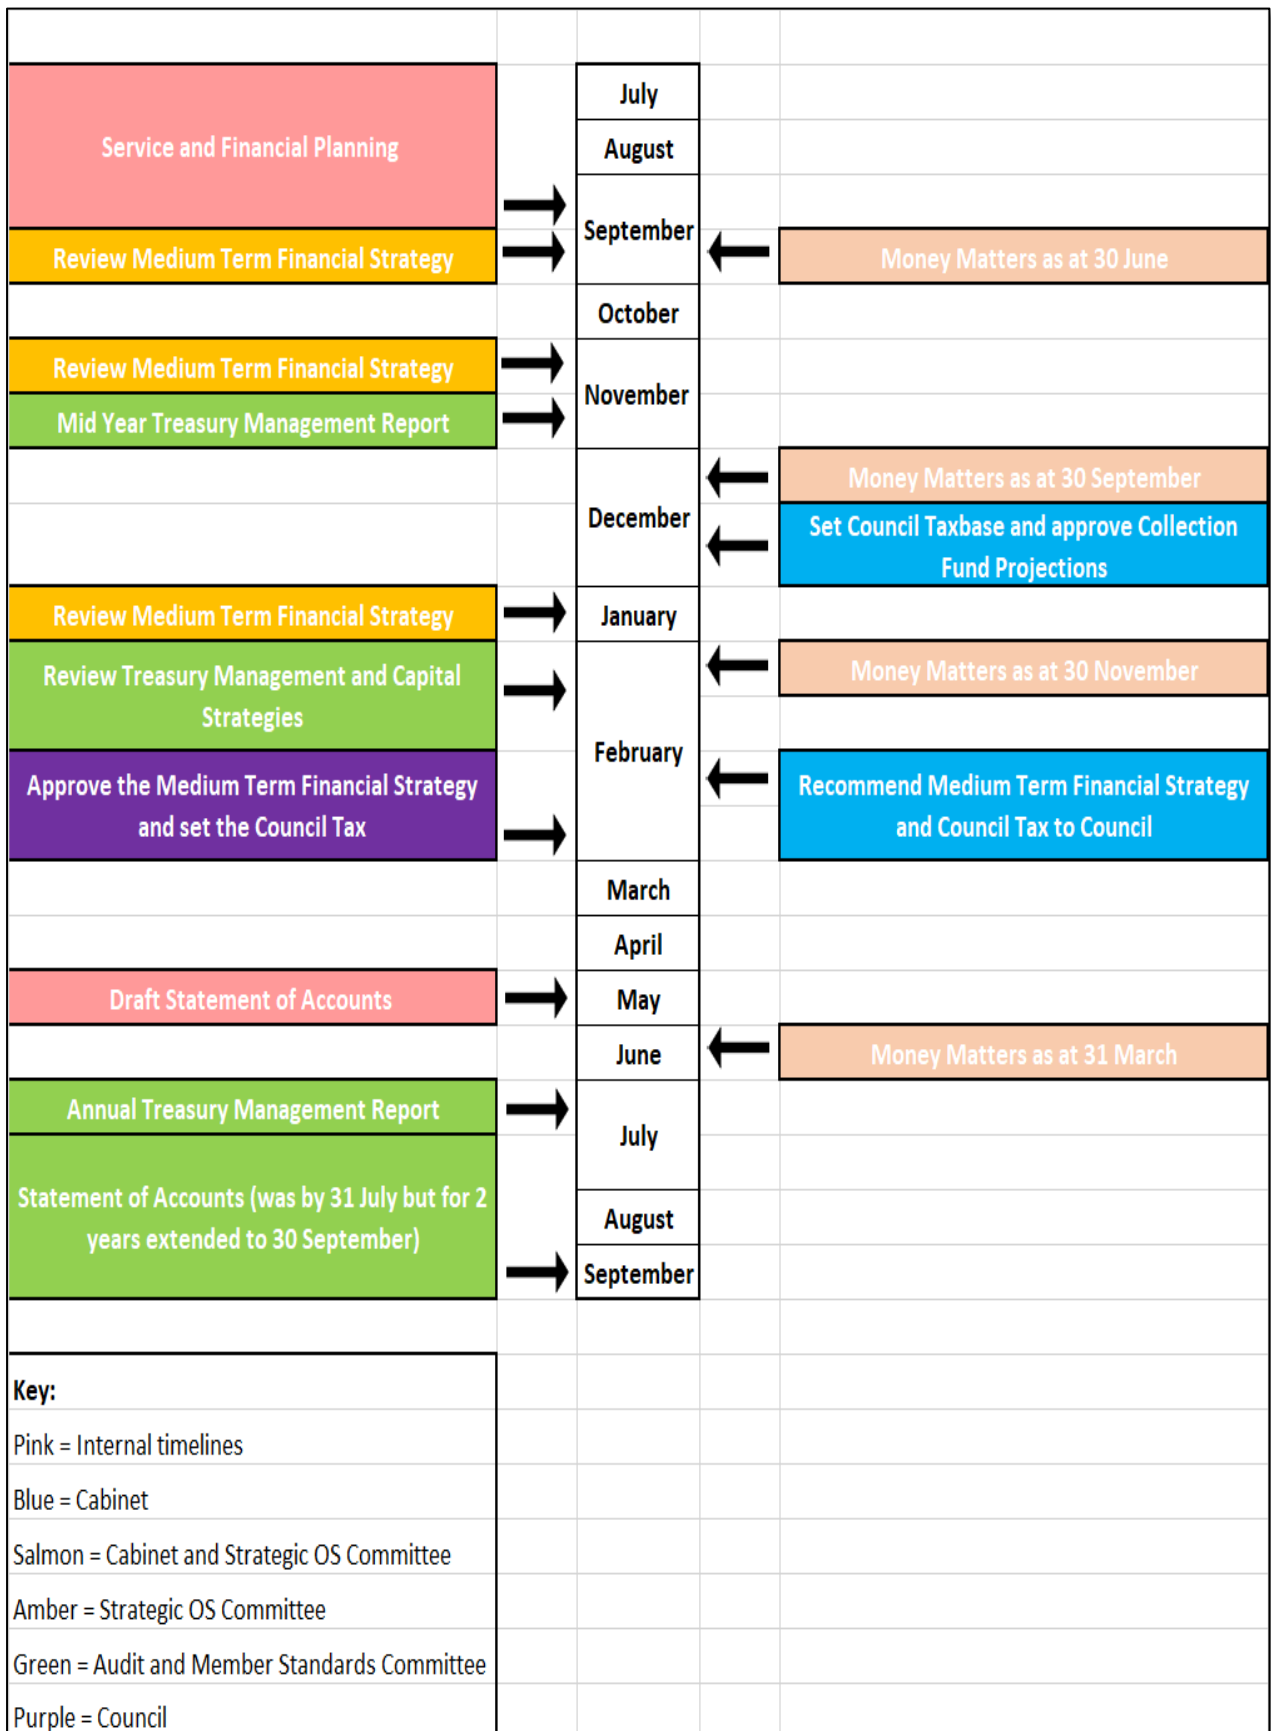 July
Service and Financial Planning
August
September
Review Medium Term Financial Strategy
Money Matters as at 30 June
October
Review Medium Term Financial Strategy
November
Mid Year Treasury Management Report
Money Matters as at 30 September
December
Set Council Taxbase and approve Collection
Fund Projections
Review Medium Term Financial Strategy
January
Review Treasury Management and Capital
Strategies
Money Matters as at 30 November
February
Approve the Medium Term Financial Strategy
and set the Council Tax
Recommend Medium Term Financial Strategy
and Council Tax to Council
March
April
Draft Statement of Accounts
May
June
Money Matters as at 31 March
Annual Treasury Management Report
July
Statement of Accounts (was by 31 July but for 2
years extended to 30 September)
August
September
Key:
Pink = Internal timelines
Blue = Cabinet
Salmon = Cabinet and Strategic OS Committee
Amber = Strategic OS Committee
Green = Audit and Member Standards Committee
Purple = Council